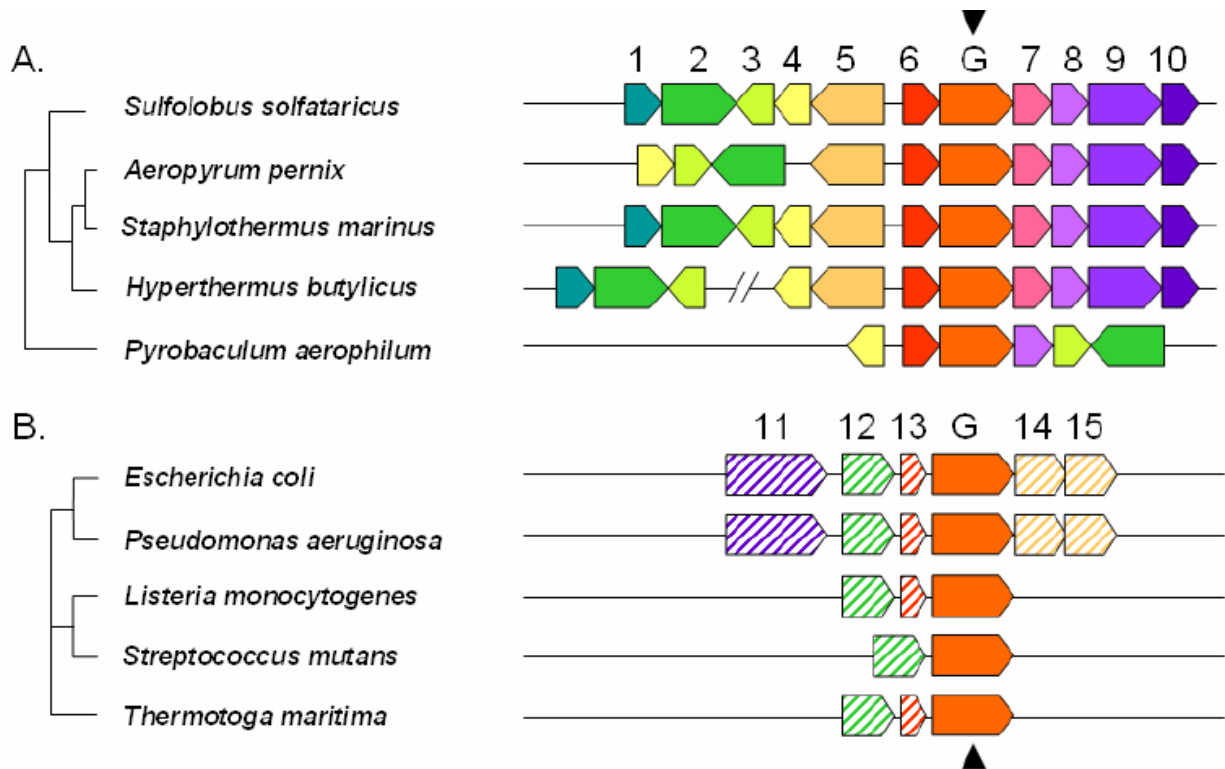 A.
1 2 3 4 5 6 G 7 8 9 10
Sulfolobus solfataricus
Aeropyrum pernix
Staphylothermus marinus
Hyperthermus butylicus
Pyrobaculum aerophilum
B.
11 12 13 G 14 15
Escherichia coli
Pseudomonas aeruginosa
Listeria monocytogenes
Streptococcus mutans
Thermotoga maritima